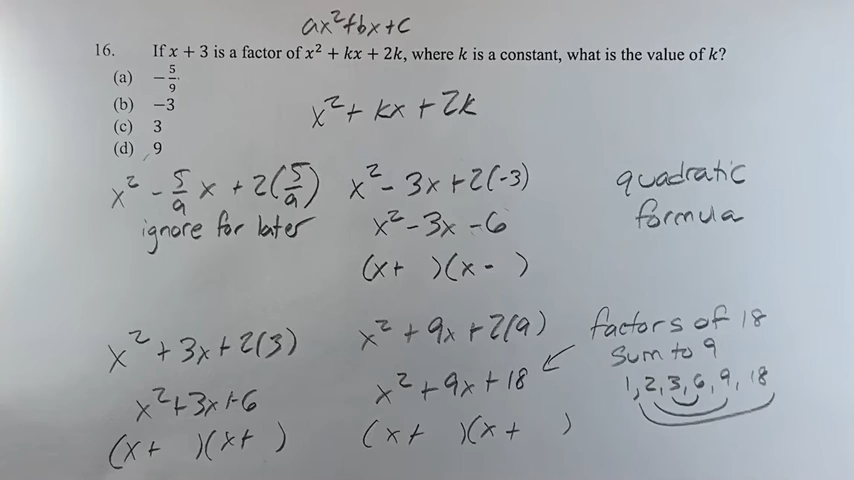 ax²+bx+c
16. If x + 3 is a factor of x² + kx + 2k, where k is a constant, what is the value of k?
(a) −5/9
(b) −3
(c) 3
(d) 9
x² + kx + 2k
x² - 5/9 x + 2(5/9)
ignore for later
x² - 3x + 2(-3)
x² - 3x - 6
(x+ )(x- )
quadratic
formula
x² + 3x + 2(3)
x² + 3x + 6
(x+ )(x+ )
x² + 9x + 2(9)
x² + 9x + 18
(x+ )(x+ )
factors of 18
sum to 9
1, 2, 3, 6, 9, 18